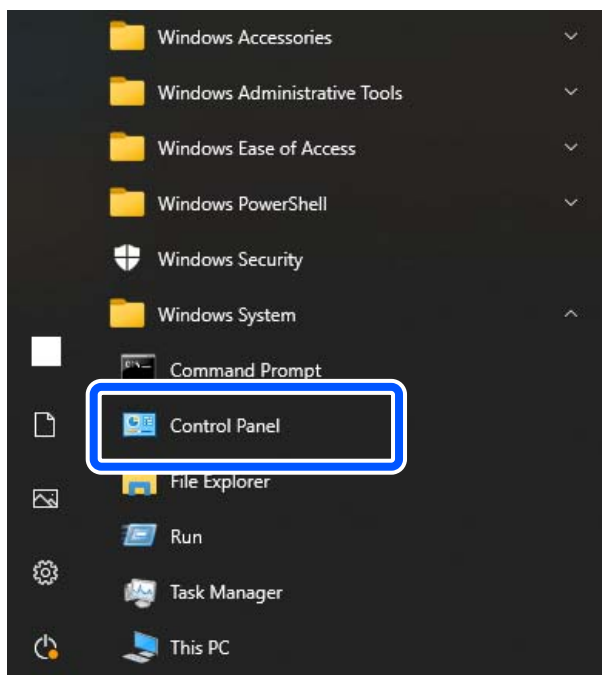 Windows Accessories
Windows Administrative Tools
Windows Ease of Access
Windows PowerShell
Windows Security
Windows System
Command Prompt
Control Panel
File Explorer
Run
Task Manager
This PC